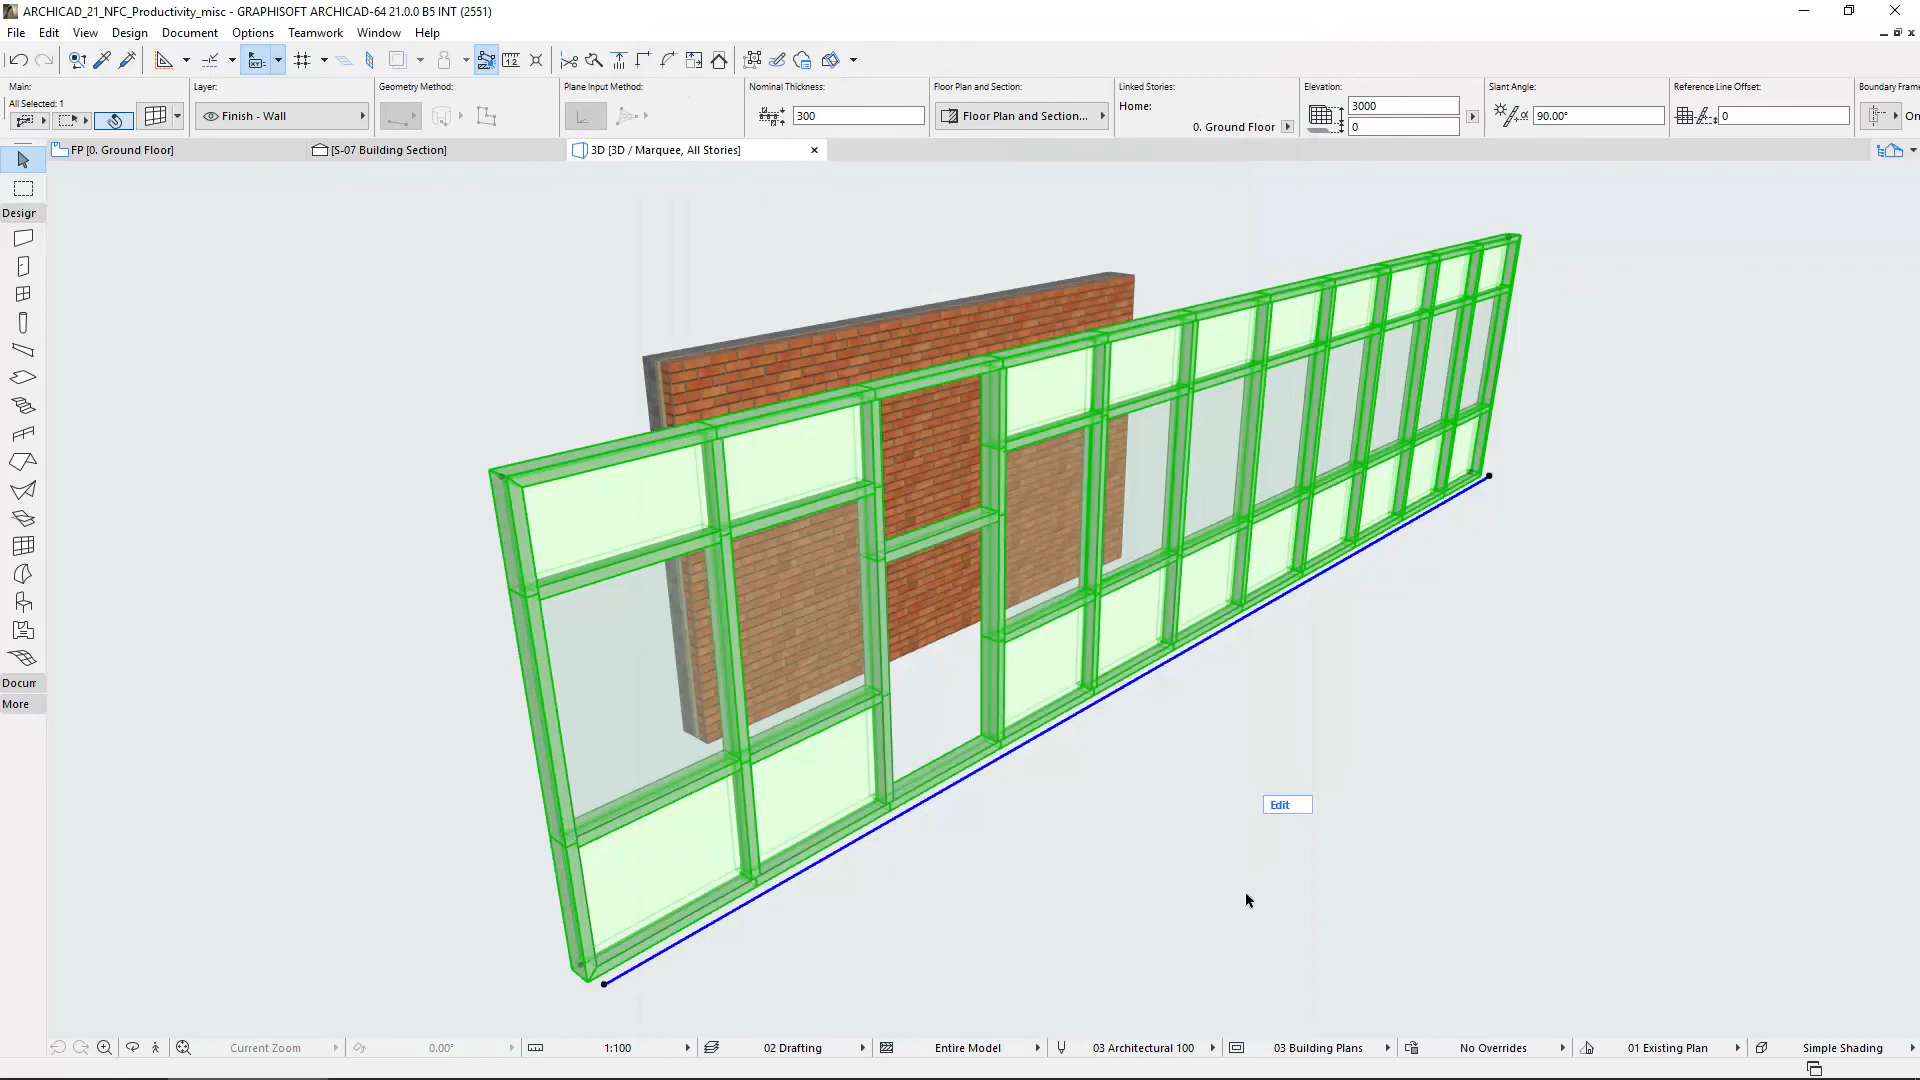 ARCHICAD_21_NFC_Productivity_misc - GRAPHISOFT ARCHICAD-64 21.0.0 B5 INT (2551)
File Edit View Design Document Options Teamwork Window Help
Main: Layer: Geometry Method: Plane Input Method: Nominal Thickness: Floor Plan and Section: Linked Stories: Elevation: Slant Angle: Reference Line Offset: Boundary Frame
All Selected: 1
Finish - Wall
300
Floor Plan and Section...
Home:
0. Ground Floor
3000
0
90.00°
0
On
FP [0. Ground Floor] [S-07 Building Section] 3D [3D / Marquee, All Stories]
Design
Docum
More
Edit
Current Zoom 0.00° 1:100 02 Drafting Entire Model 03 Architectural 100 03 Building Plans No Overrides 01 Existing Plan Simple Shading